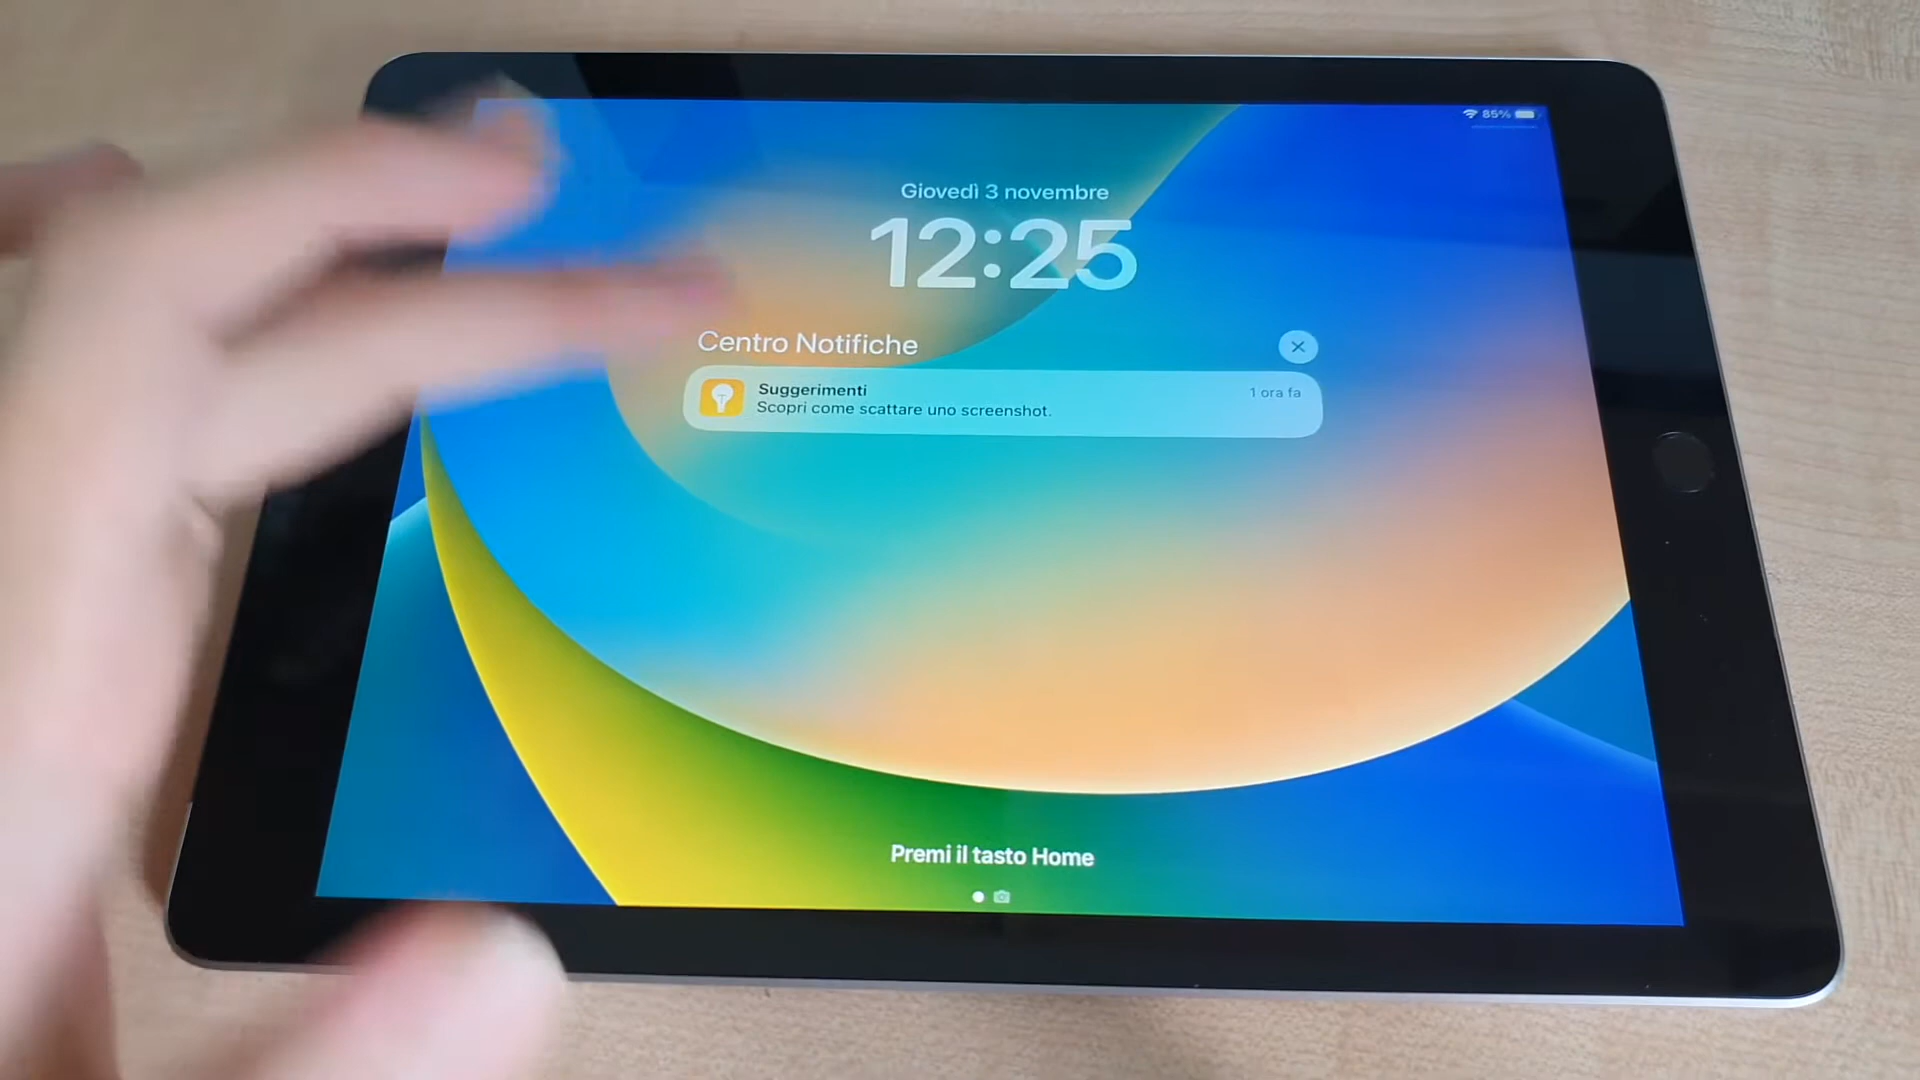 85%
Giovedì 3 novembre
12:25
Centro Notifiche
Suggerimenti
1 ora fa
Scopri come scattare uno screenshot.
Premi il tasto Home